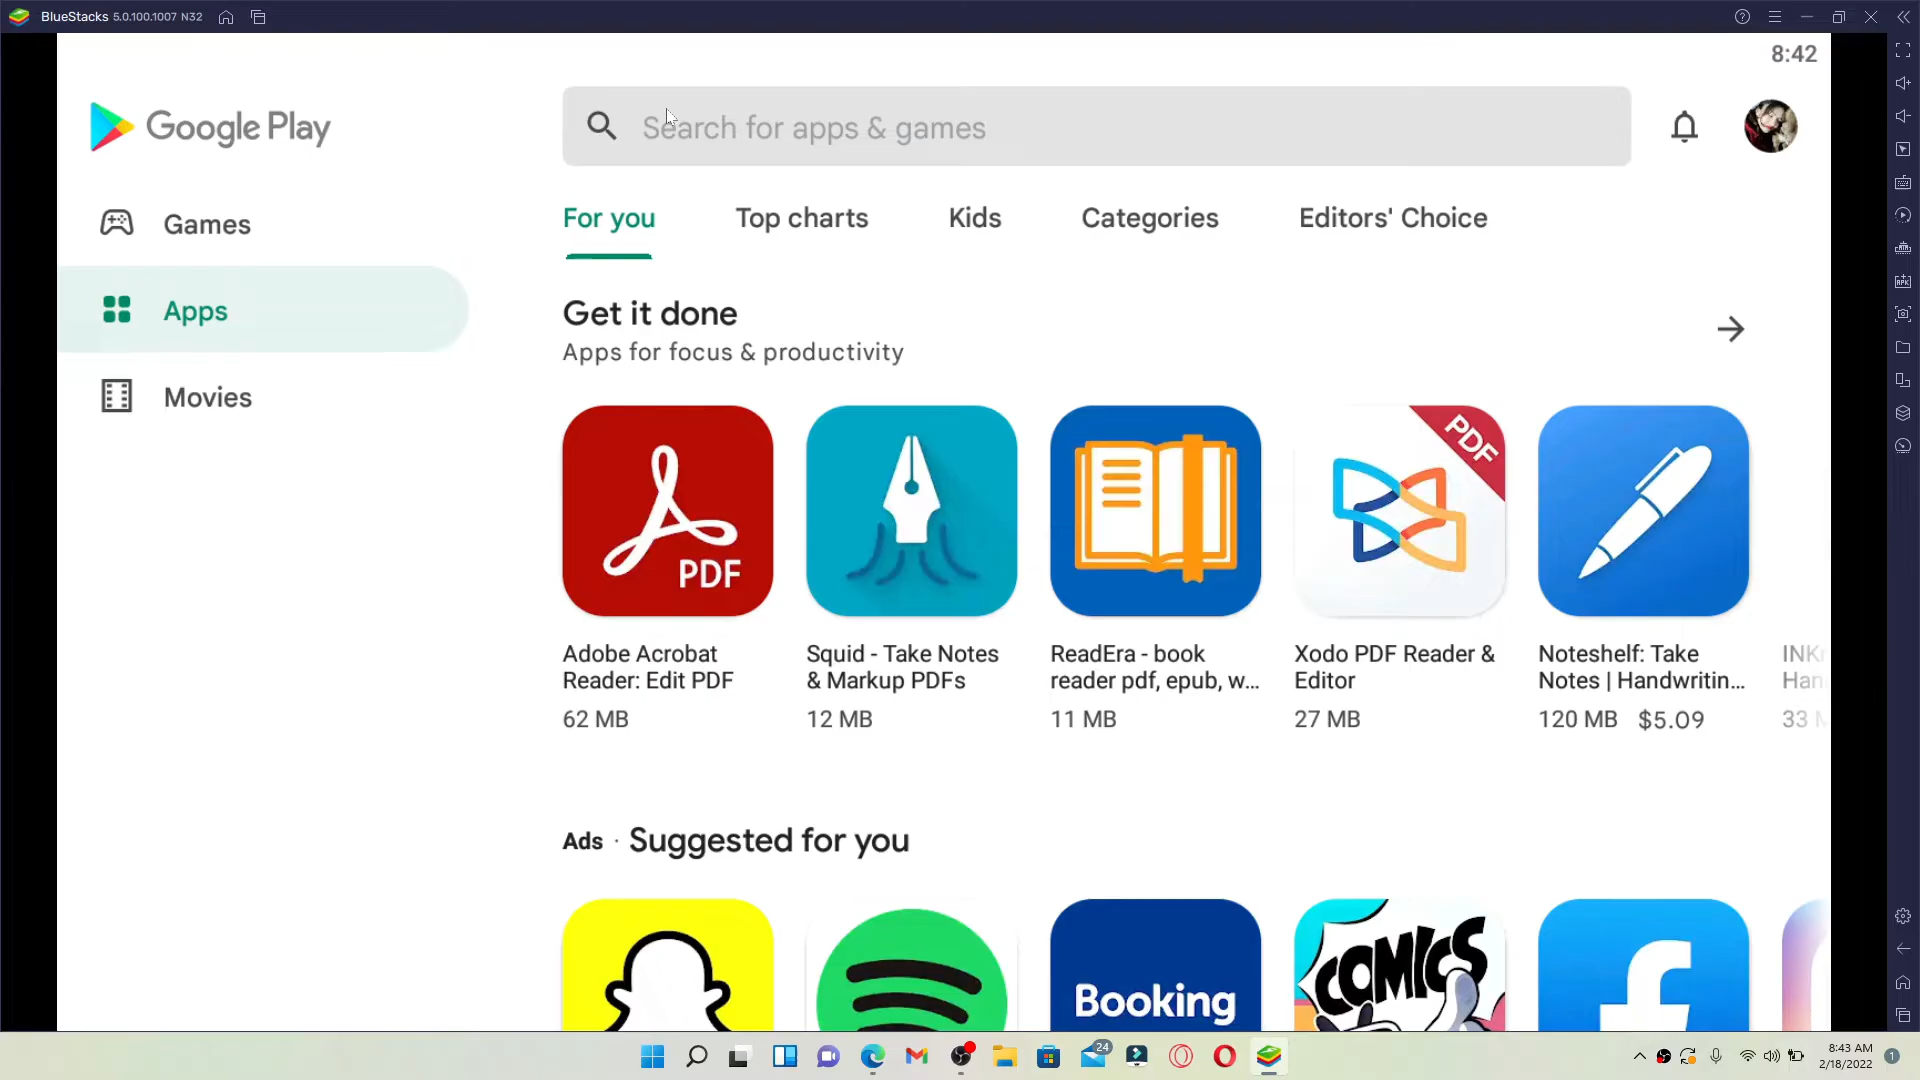 BlueStacks 5.0.100.1007 N32
8:42
Google Play
Search for apps & games
Games
Apps
Movies
For you
Top charts
Kids
Categories
Editors' Choice
Get it done
Apps for focus & productivity
PDF
PDF
Adobe Acrobat
Reader: Edit PDF
62 MB
Squid - Take Notes
& Markup PDFs
12 MB
ReadEra - book
reader pdf, epub, w...
11 MB
Xodo PDF Reader &
Editor
27 MB
Noteshelf: Take
Notes | Handwritin...
120 MB $5.09
INK
Han
33
Ads · Suggested for you
Booking
COMICS
24
8:43 AM
2/18/2022
1